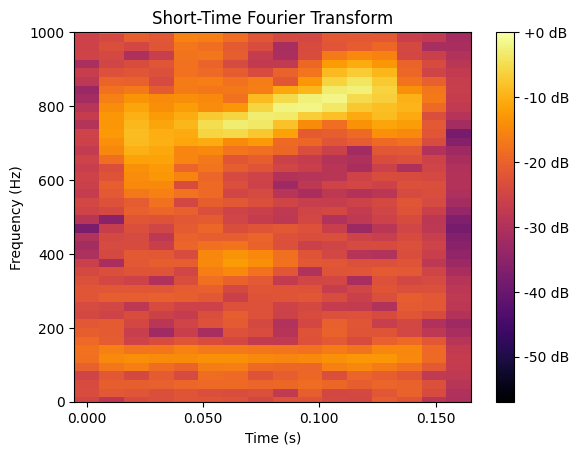 Short-Time Fourier Transform
1000
800
600
400
200
0
Frequency (Hz)
0.000
0.050
0.100
0.150
Time (s)
+0 dB
-10 dB
-20 dB
-30 dB
-40 dB
-50 dB